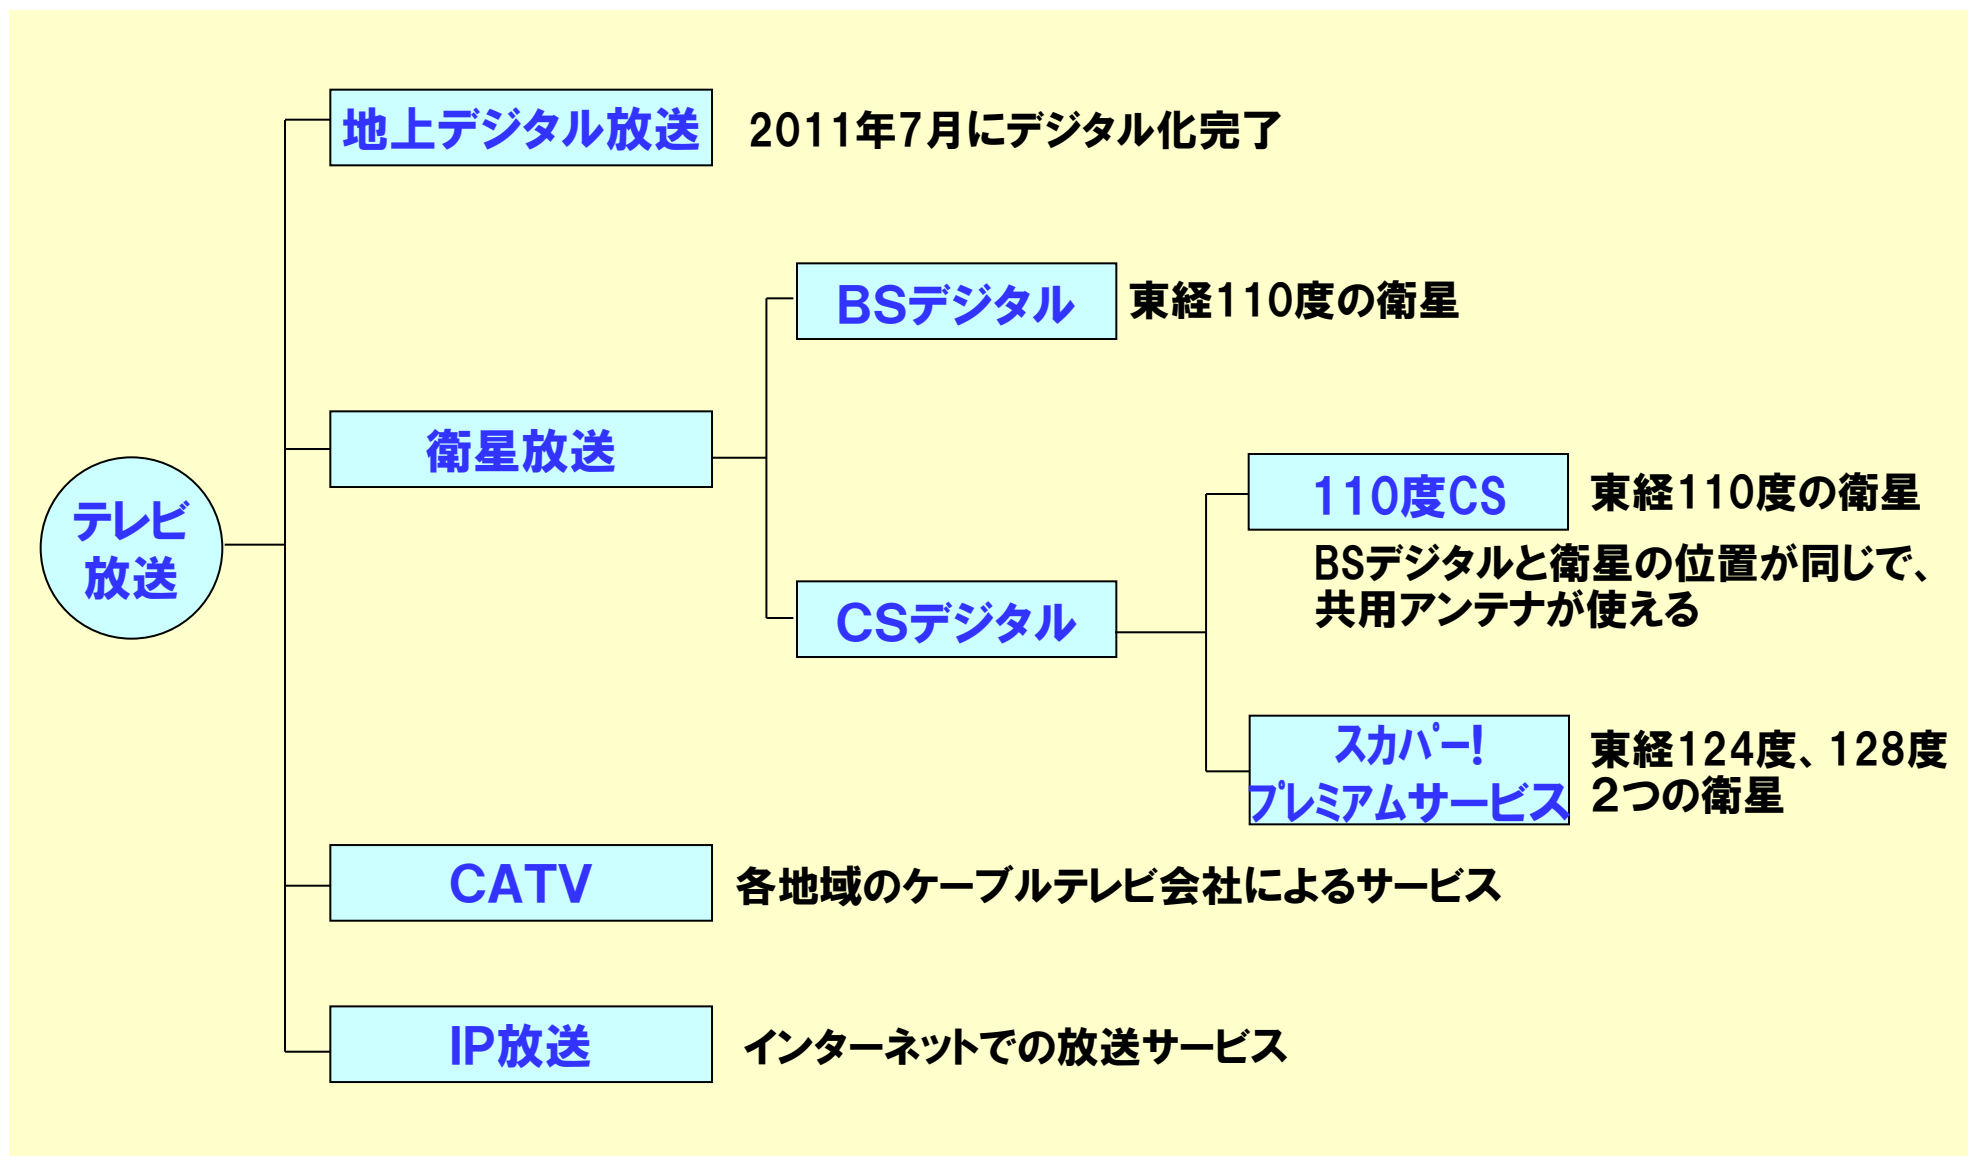 地上デジタル放送
2011年7月にデジタル化完了
BSデジタル
東経110度の衛星
衛星放送
テレビ
放送
110度CS
東経110度の衛星
BSデジタルと衛星の位置が同じで、
共用アンテナが使える
CSデジタル
スカパー!
プレミアムサービス
東経124度、128度
2つの衛星
CATV
各地域のケーブルテレビ会社によるサービス
IP放送
インターネットでの放送サービス